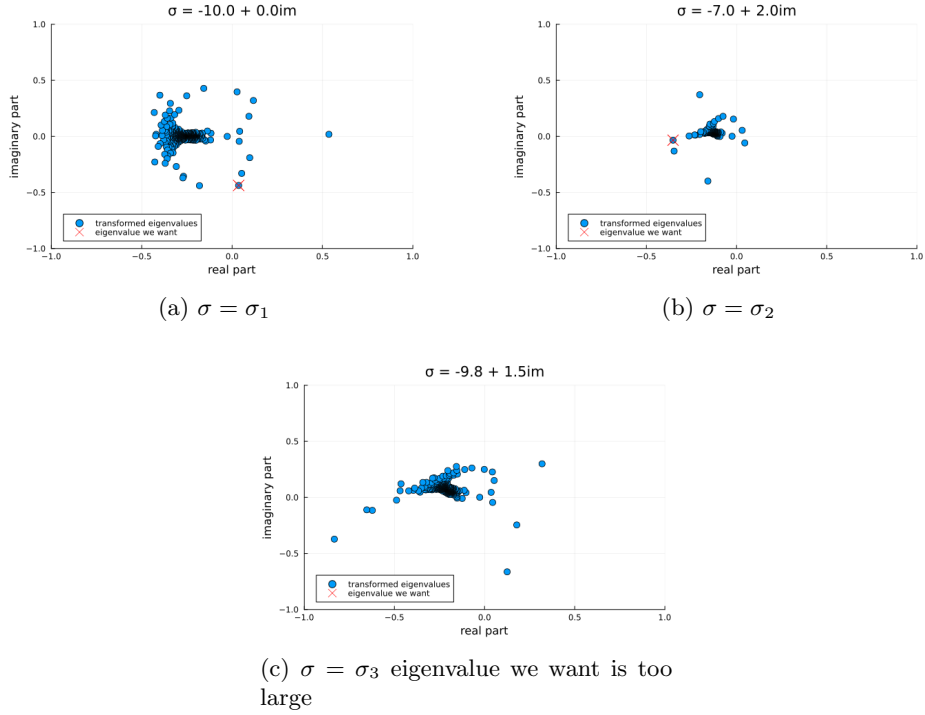 σ = -10.0 + 0.0im
1.0
0.5
0.0
−0.5
−1.0
imaginary part
transformed eigenvalues
eigenvalue we want
−1.0 −0.5 0.0 0.5 1.0
real part
(a) σ = σ₁
σ = -7.0 + 2.0im
1.0
0.5
0.0
−0.5
−1.0
imaginary part
transformed eigenvalues
eigenvalue we want
−1.0 −0.5 0.0 0.5 1.0
real part
(b) σ = σ₂
σ = -9.8 + 1.5im
1.0
0.5
0.0
−0.5
−1.0
imaginary part
transformed eigenvalues
eigenvalue we want
−1.0 −0.5 0.0 0.5 1.0
real part
(c) σ = σ₃ eigenvalue we want is too
large